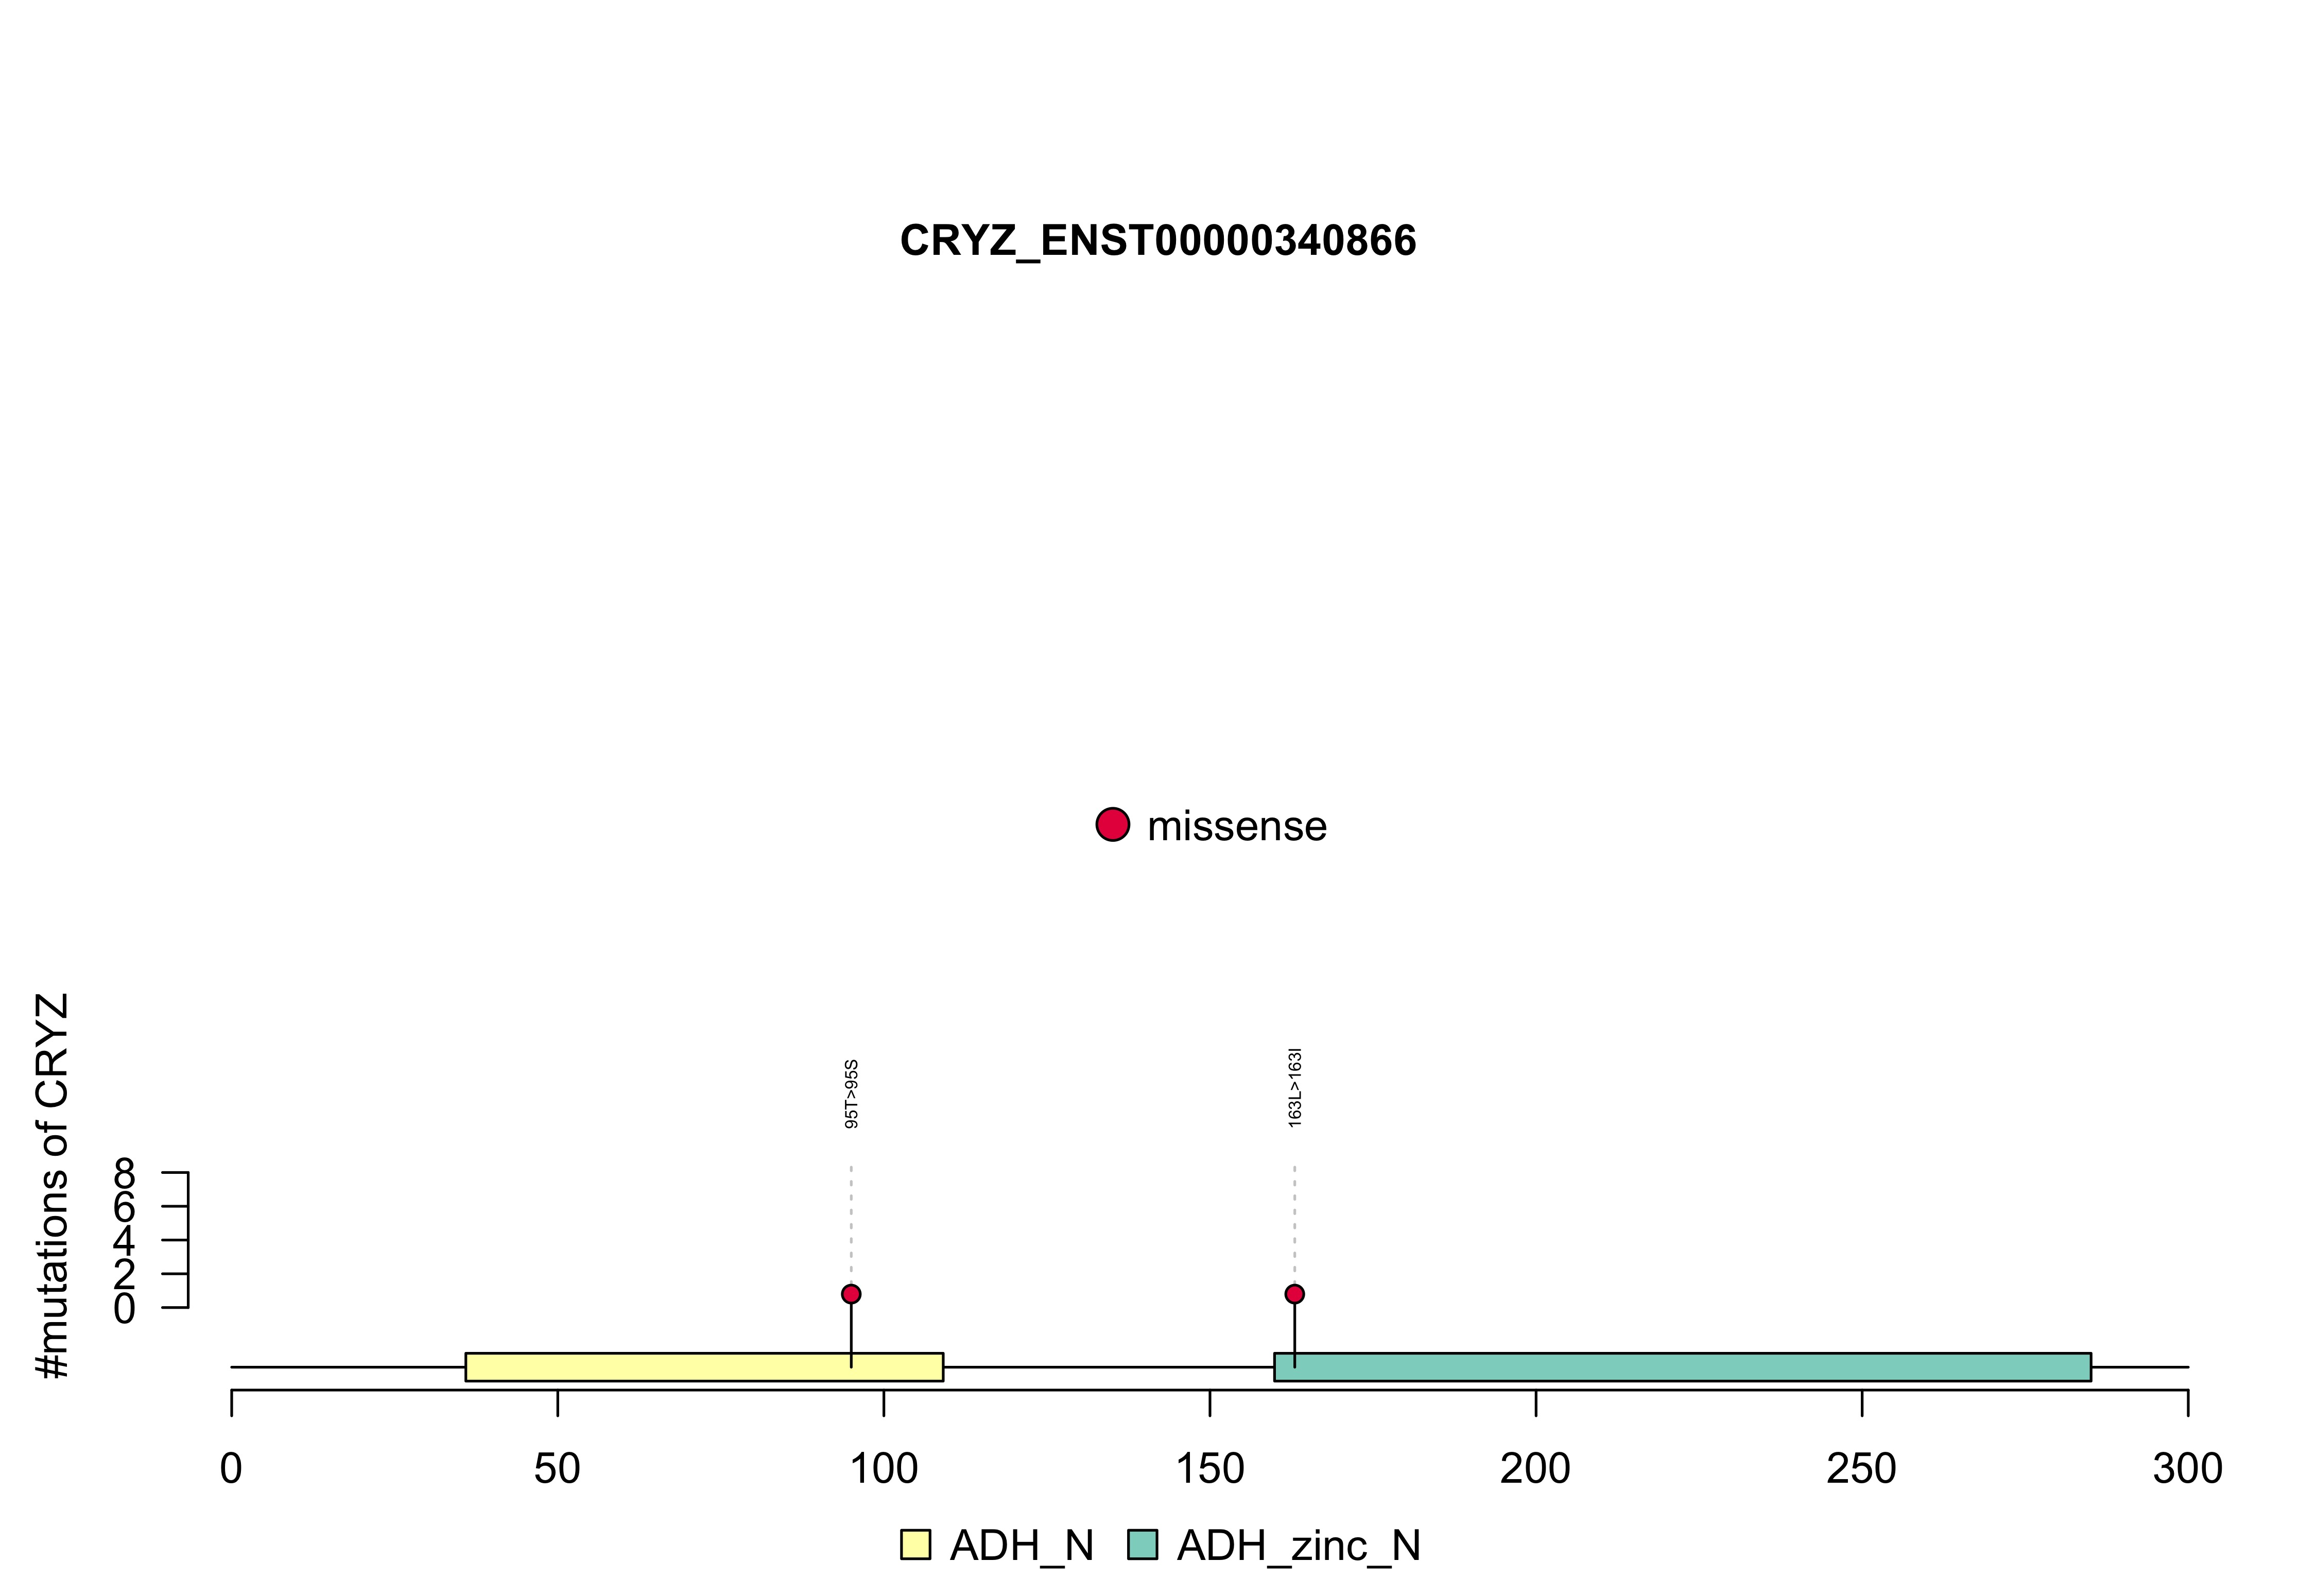 CRYZ_ENST00000340866
missense
#mutations of CRYZ
95T>95S
163L>163I
8
6
4
2
0
0 50 100 150 200 250 300
ADH_N ADH_zinc_N